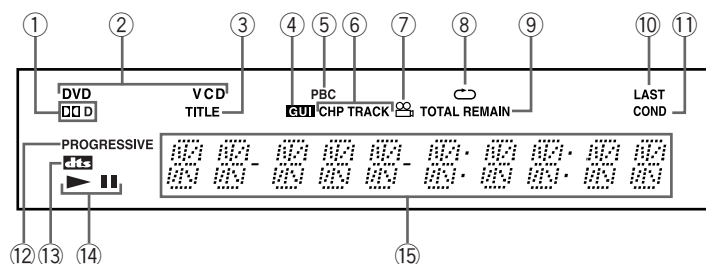 ① ② ③ ④ ⑤ ⑥ ⑦ ⑧ ⑨ ⑩ ⑪
DVD VCD PBC LAST
D TITLE GUI CHP TRACK TOTAL REMAIN COND
PROGRESSIVE
dts
⑫ ⑬ ⑭ ⑮